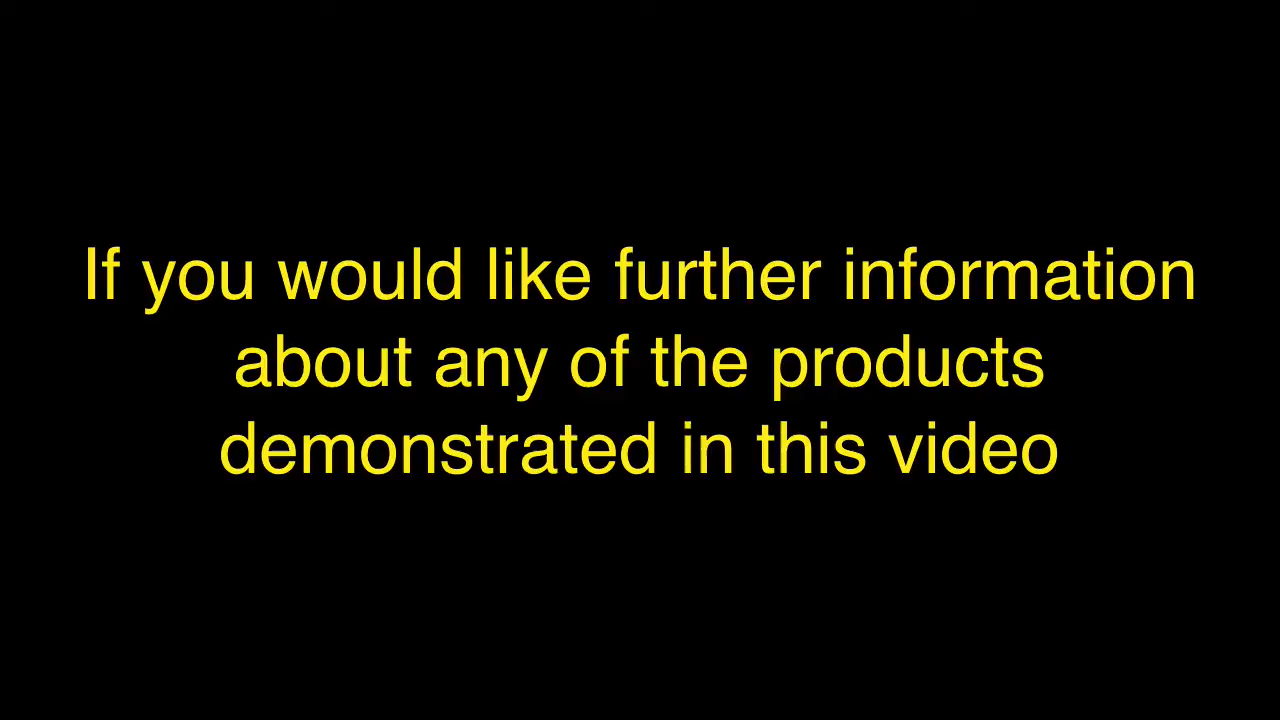 If you would like further information
about any of the products
demonstrated in this video